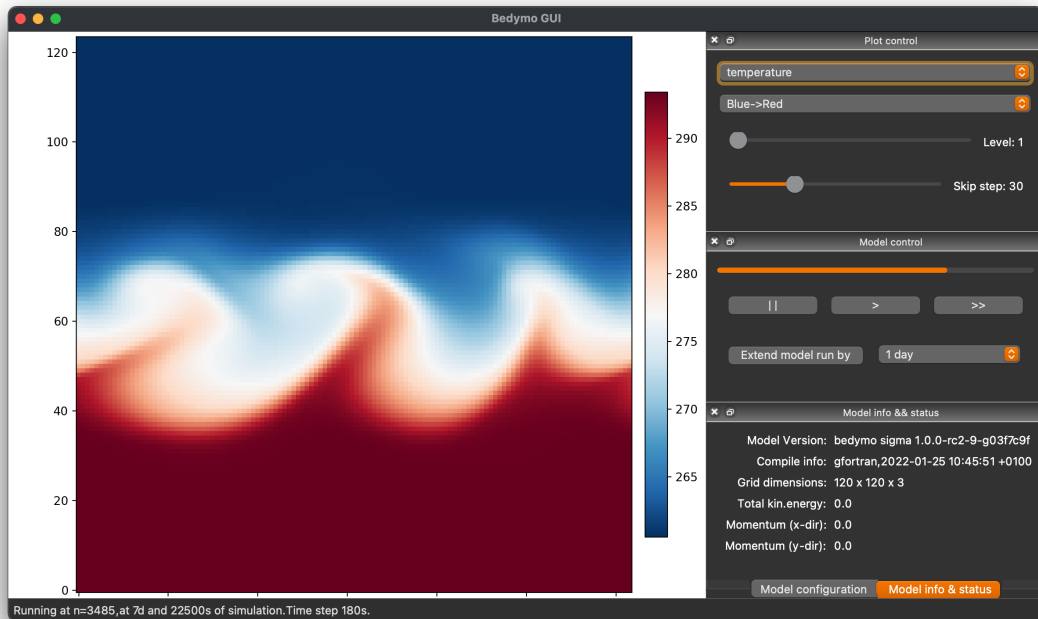 Bedymo GUI
120
100
80
60
40
20
0
290
285
280
275
270
265
Plot control
temperature
Blue->Red
Level: 1
Skip step: 30
Model control
||
>
>>
Extend model run by
1 day
Model info && status
Model Version: bedymo sigma 1.0.0-rc2-9-g03f7c9f
Compile info: gfortran,2022-01-25 10:45:51 +0100
Grid dimensions: 120 x 120 x 3
Total kin.energy: 0.0
Momentum (x-dir): 0.0
Momentum (y-dir): 0.0
Model configuration
Model info & status
Running at n=3485,at 7d and 22500s of simulation.Time step 180s.